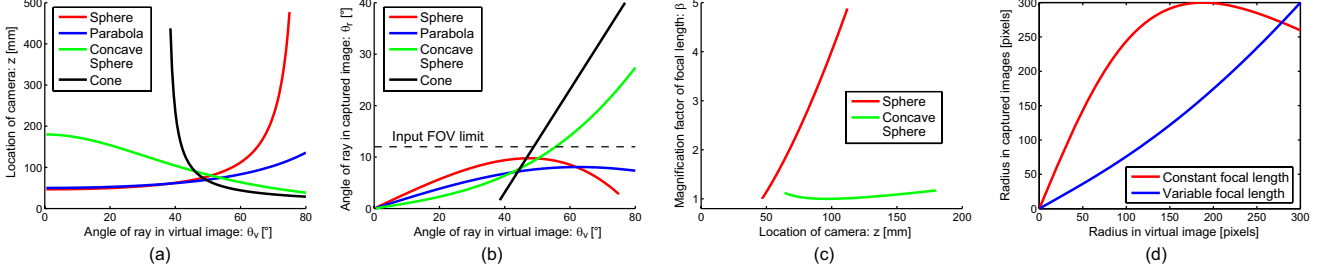 500
400
300
200
100
0
0
20
40
60
80
Location of camera: z [mm]
Angle of ray in virtual image: θv [°]
Sphere
Parabola
Concave
Sphere
Cone
(a)
40
30
20
10
0
0
20
40
60
80
Angle of ray in captured image: θr [°]
Angle of ray in virtual image: θv [°]
Sphere
Parabola
Concave
Sphere
Cone
Input FOV limit
(b)
5
4
3
2
1
0
50
100
150
200
Magnification factor of focal length: β
Location of camera: z [mm]
Sphere
Concave
Sphere
(c)
300
250
200
150
100
50
0
0
50
100
150
200
250
300
Radius in captured images [pixels]
Radius in virtual image [pixels]
Constant focal length
Variable focal length
(d)